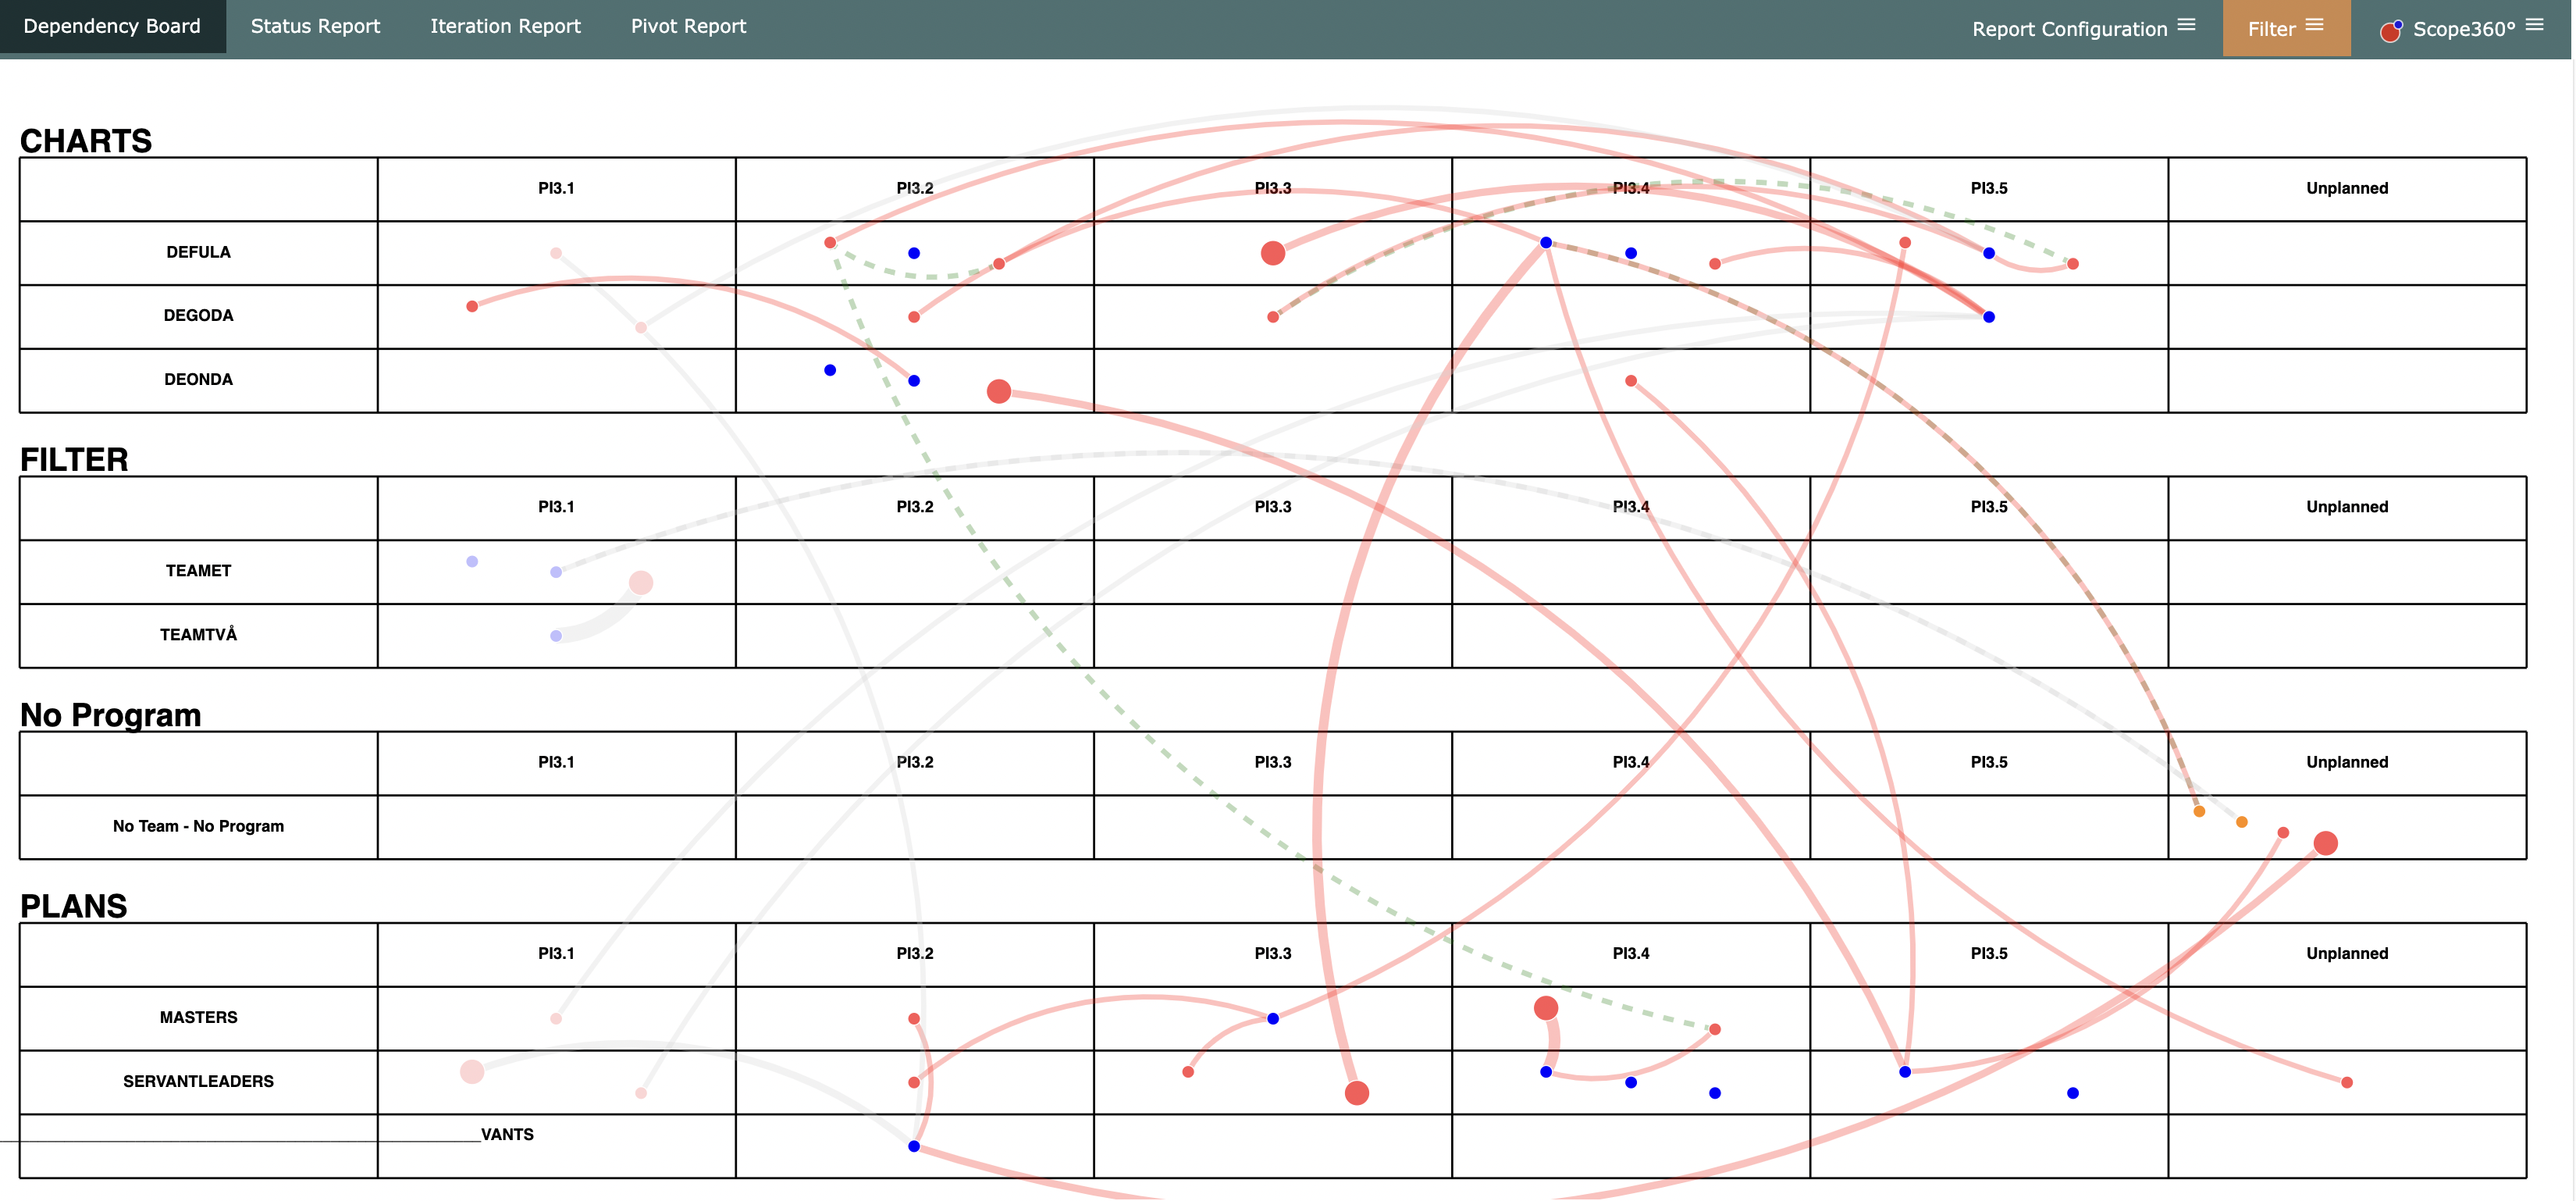 Dependency Board Status Report Iteration Report Pivot Report Report Configuration Filter Scope360°
CHARTS
PI3.1 PI3.2 PI3.3 PI3.4 PI3.5 Unplanned
DEFULA
DEGODA
DEONDA
FILTER
PI3.1 PI3.2 PI3.3 PI3.4 PI3.5 Unplanned
TEAMET
TEAMTVÅ
No Program
PI3.1 PI3.2 PI3.3 PI3.4 PI3.5 Unplanned
No Team - No Program
PLANS
PI3.1 PI3.2 PI3.3 PI3.4 PI3.5 Unplanned
MASTERS
SERVANTLEADERS
VANTS